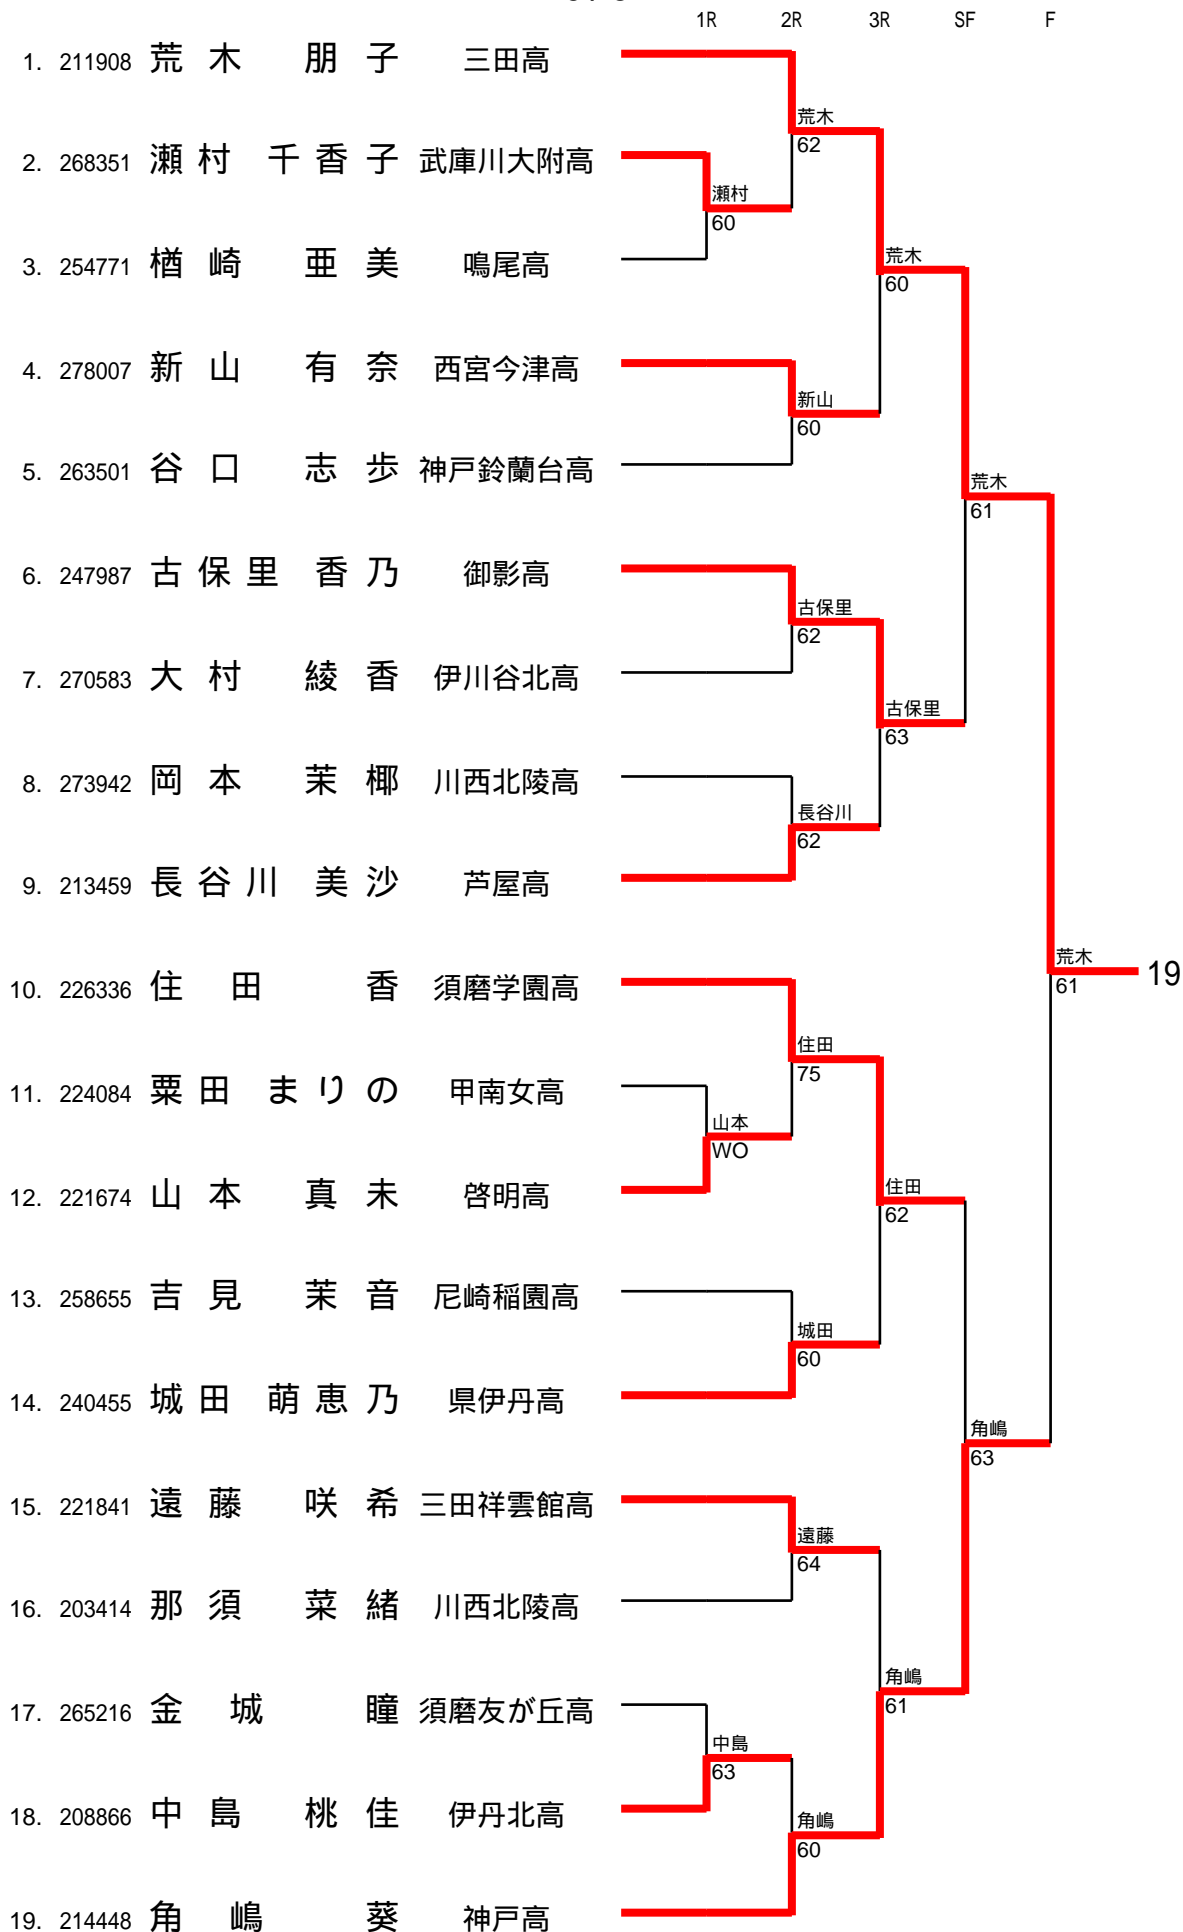 1R 2R 3R SF F
1. 211908 荒木 朋子 三田高
荒木
62
2. 268351 瀬村 千香子 武庫川大附高
瀬村
60
3. 254771 楢崎 亜美 鳴尾高
荒木
60
4. 278007 新山 有奈 西宮今津高
新山
60
5. 263501 谷口 志歩 神戸鈴蘭台高
荒木
61
6. 247987 古保里 香乃 御影高
古保里
62
7. 270583 大村 綾香 伊川谷北高
古保里
63
8. 273942 岡本 茉椰 川西北陵高
長谷川
62
9. 213459 長谷川 美沙 芦屋高
荒木
61
19
10. 226336 住田 香 須磨学園高
住田
75
11. 224084 粟田 まりの 甲南女高
山本
WO
12. 221674 山本 真未 啓明高
住田
62
13. 258655 吉見 茉音 尼崎稲園高
城田
60
14. 240455 城田 萌恵乃 県伊丹高
角嶋
63
15. 221841 遠藤 咲希 三田祥雲館高
遠藤
64
16. 203414 那須 菜緒 川西北陵高
角嶋
61
17. 265216 金城 瞳 須磨友が丘高
中島
63
18. 208866 中島 桃佳 伊丹北高
角嶋
60
19. 214448 角嶋 葵 神戸高